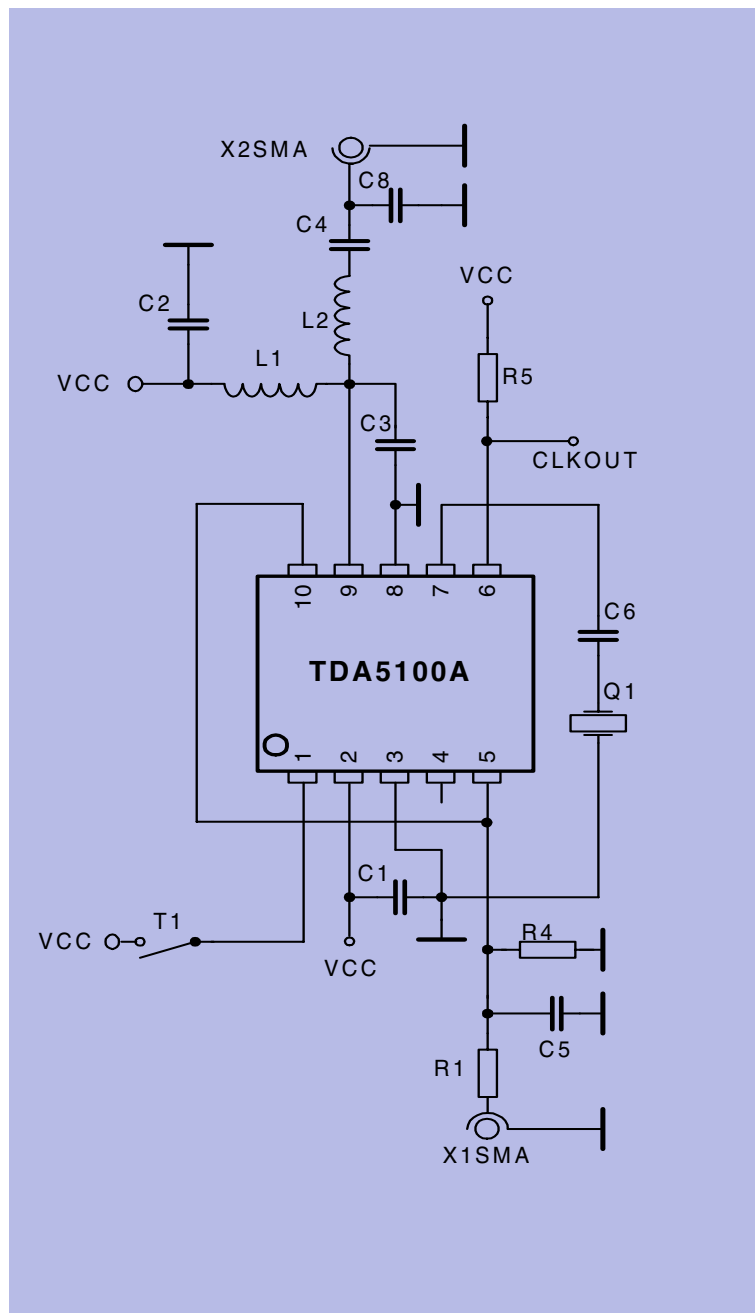 X2SMA
C8
C4
VCC
C2
L2
L1
R5
VCC
C3
CLKOUT
10 9 8 7 6
C6
TDA5100A
Q1
1 2 3 4 5
C1
T1
R4
VCC
VCC
C5
R1
X1SMA